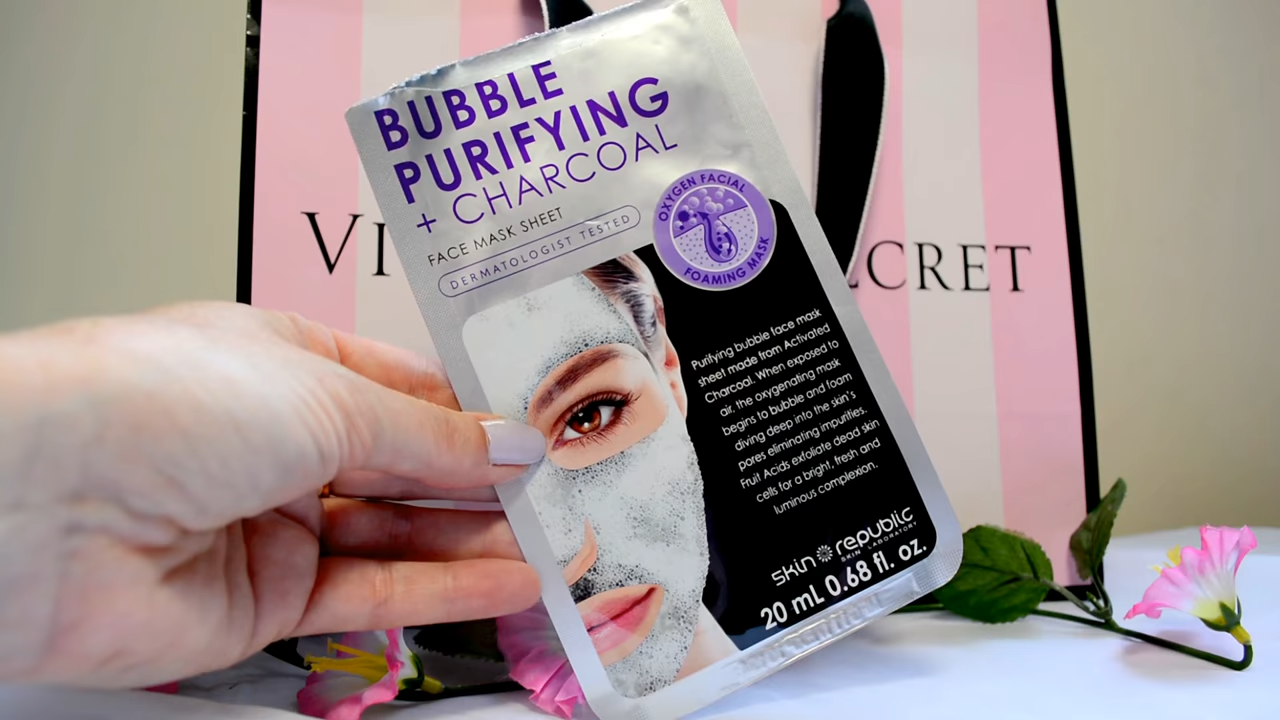 BUBBLE
PURIFYING
+ CHARCOAL
FACE MASK SHEET
DERMATOLOGIST TESTED
OXYGEN FACIAL
FOAMING MASK
Purifying bubble face mask
sheet made from Activated
Charcoal. When exposed to
air, the oxygenating mask
begins to bubble and foam
diving deep into the skin's
pores eliminating impurities.
Fruit Acids exfoliate dead skin
cells for a bright, fresh and
luminous complexion.
skin republic
SKIN LABORATORY
20 mL 0.68 fl. oz.
VI CRET